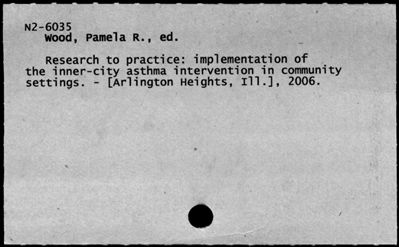 N2-6035
Wood, Pamela R., ed.
Research to practice: implementation of
the inner-city asthma intervention in community
settings. - [Arlington Heights, Ill.], 2006.